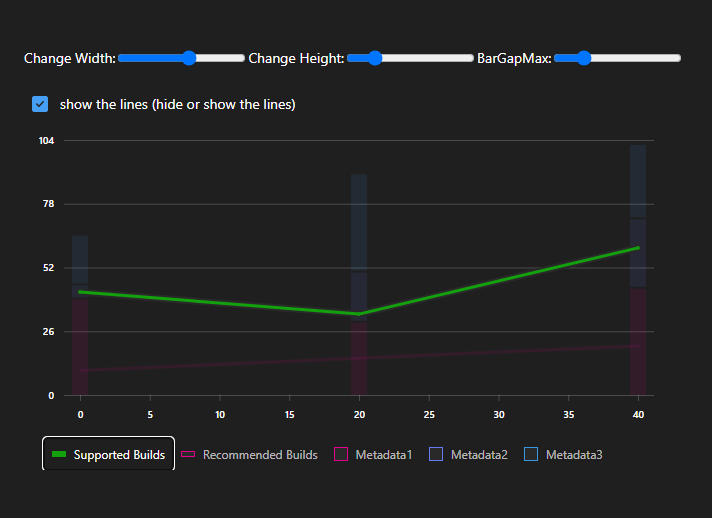 Change Width: Change Height: BarGapMax:
show the lines (hide or show the lines)
104
78
52
26
0
0 5 10 15 20 25 30 35 40
Supported Builds Recommended Builds Metadata1 Metadata2 Metadata3